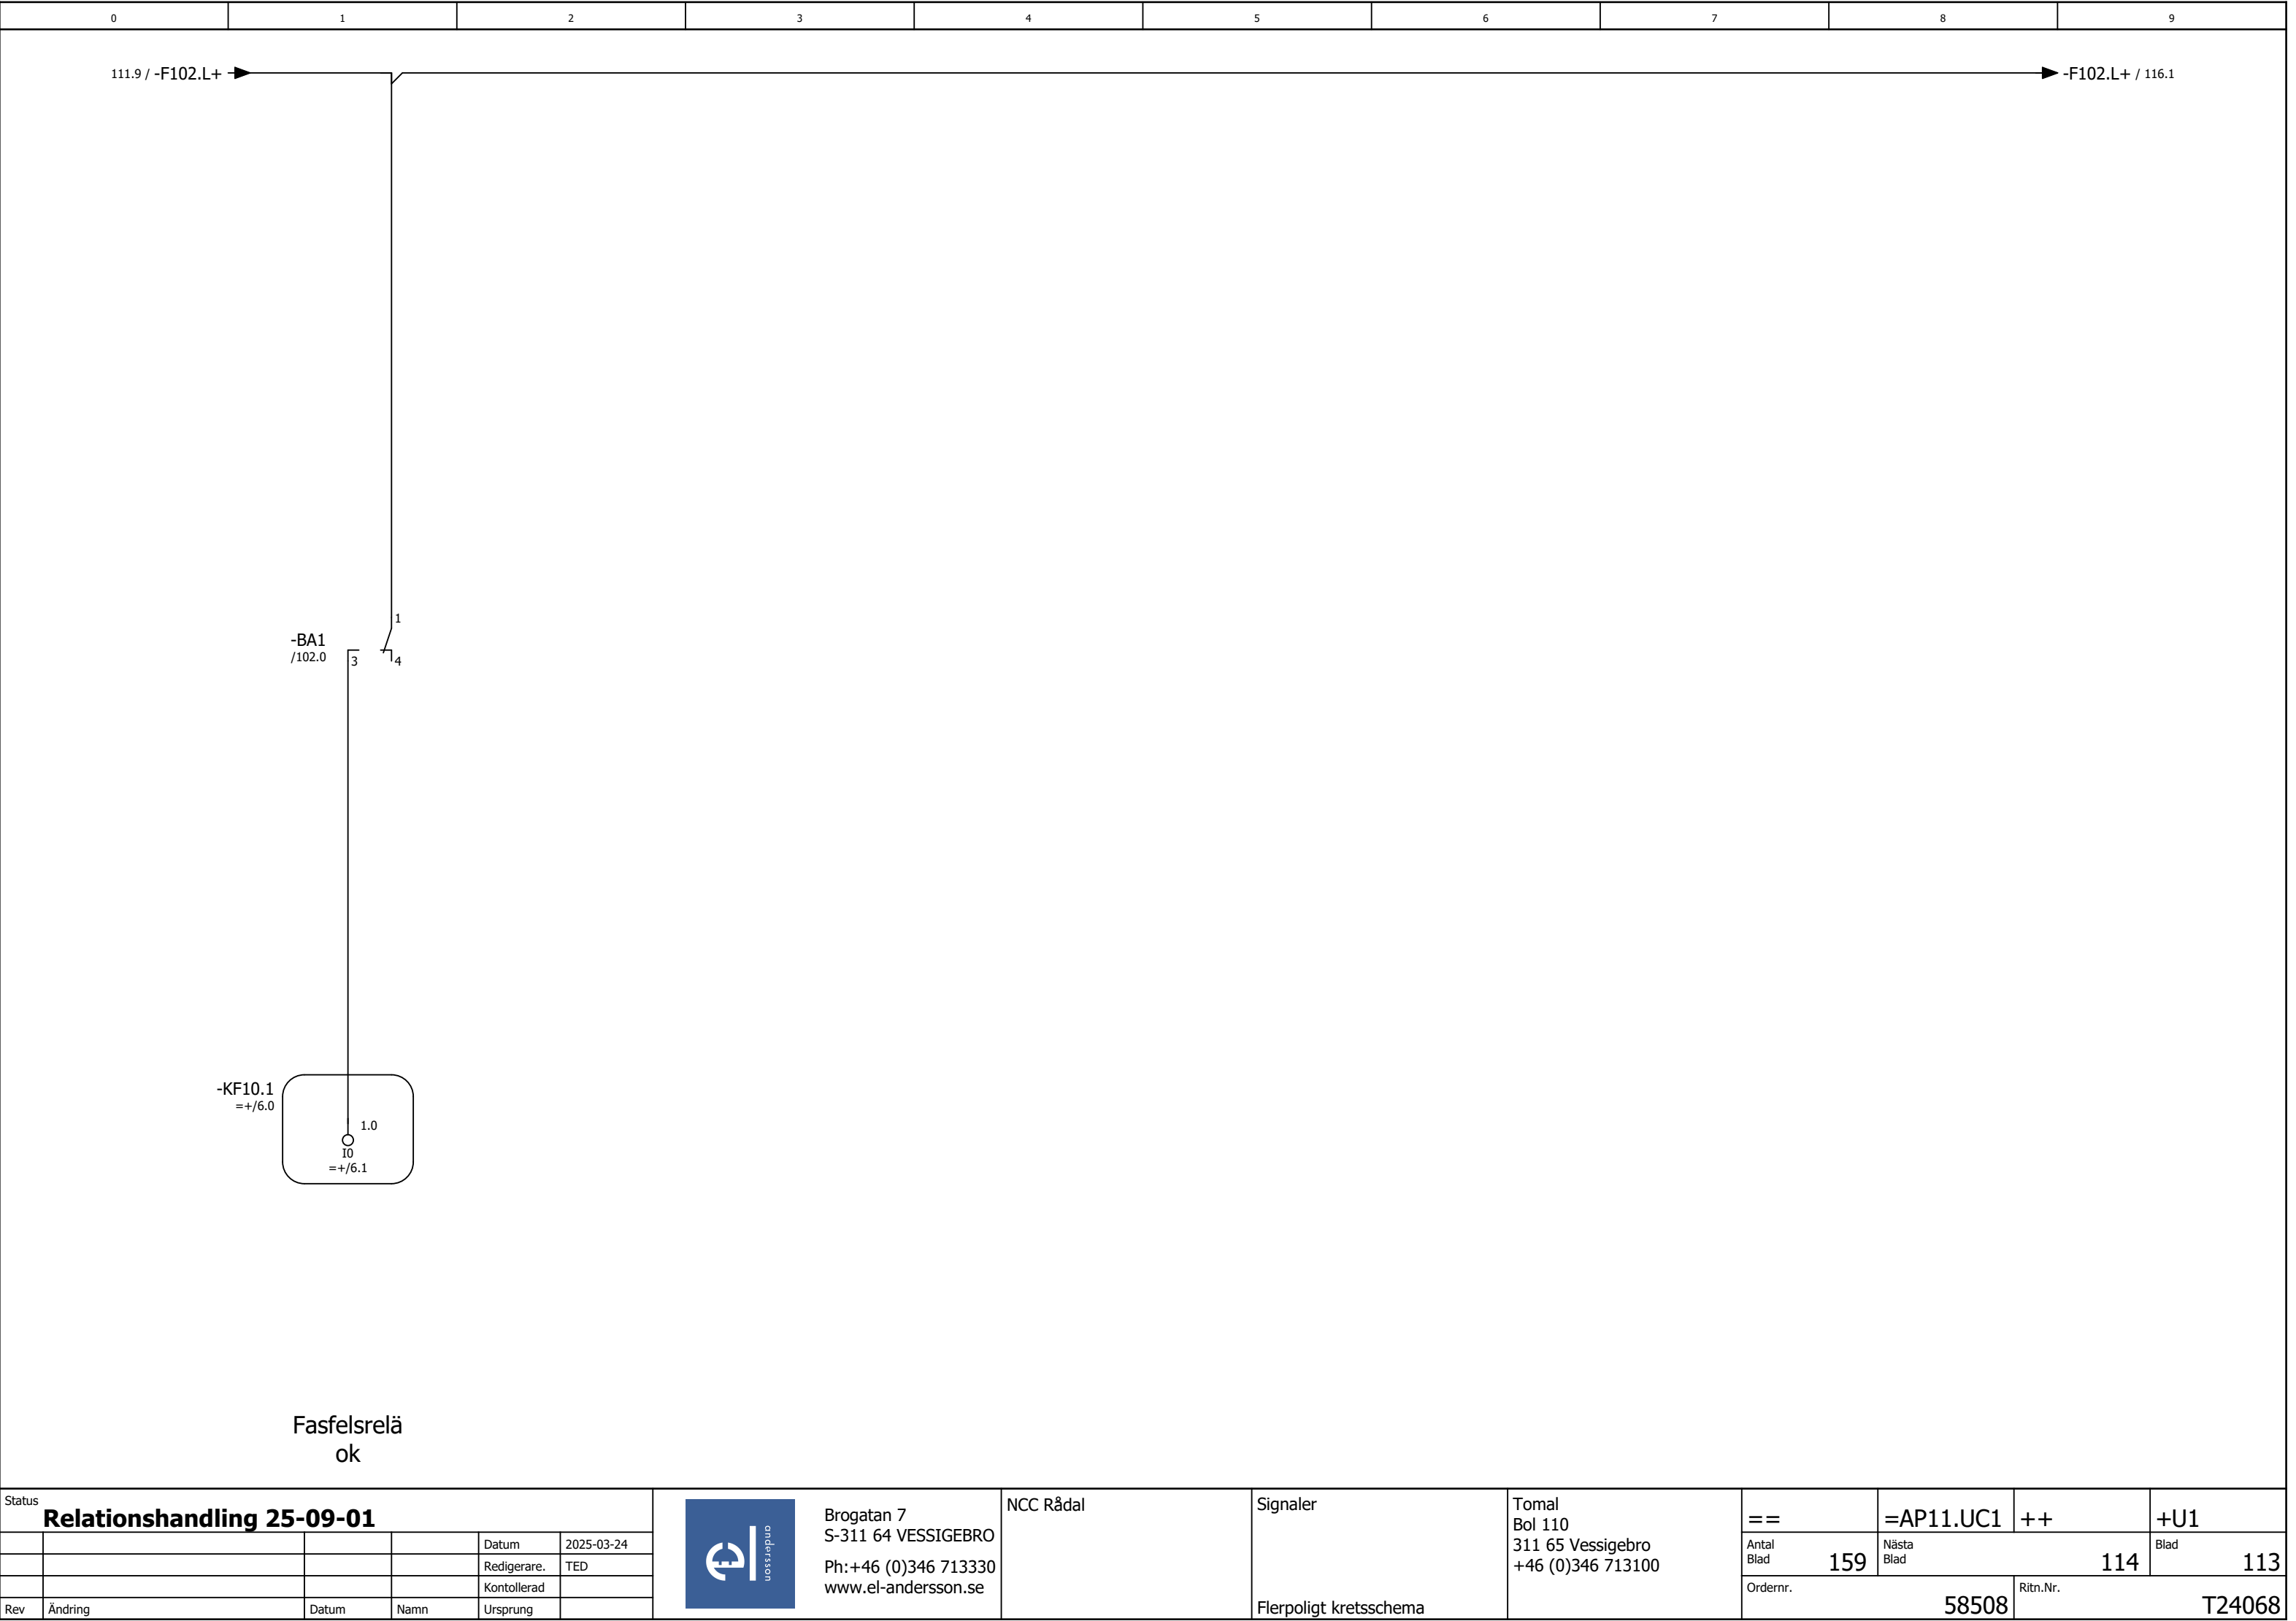 0 1 2 3 4 5 6 7 8 9
111.9 / -F102.L+
-F102.L+ / 116.1
1
-BA1
/102.0
3
4
-KF10.1
=+/6.0
1.0
I0
=+/6.1
Fasfelsrelä
ok
Status
Relationshandling 25-09-01
Datum 2025-03-24
Redigerare. TED
Kontollerad
Rev Ändring Datum Namn Ursprung
el andersson
Brogatan 7
S-311 64 VESSIGEBRO
Ph:+46 (0)346 713330
www.el-andersson.se
NCC Rådal
Signaler
Flerpoligt kretsschema
Tomal
Bol 110
311 65 Vessigebro
+46 (0)346 713100
== =AP11.UC1 ++ +U1
Antal Blad 159 Nästa Blad 114 Blad 113
Ordernr. 58508 Ritn.Nr. T24068